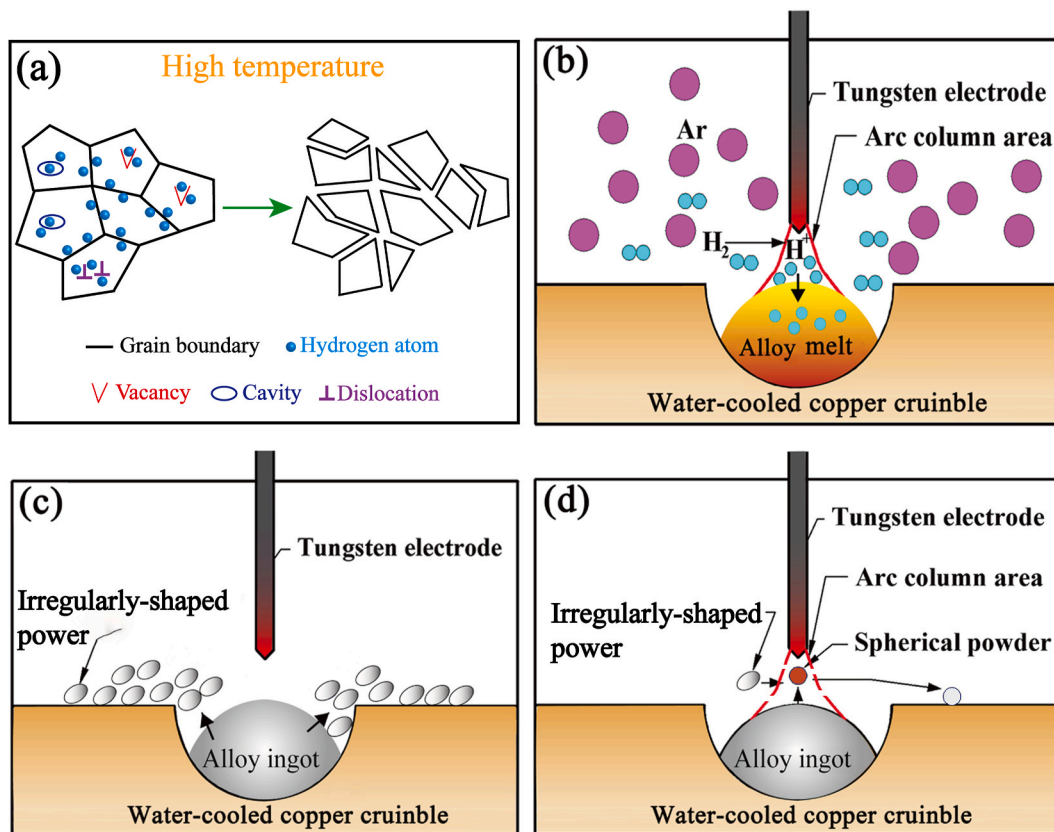 (a)
High temperature
Grain boundary
Hydrogen atom
Vacancy
Cavity
Dislocation
(b)
Tungsten electrode
Ar
Arc column area
H2
H+
Alloy melt
Water-cooled copper cruinble
(c)
Tungsten electrode
Irregularly-shaped
power
Alloy ingot
Water-cooled copper cruinble
(d)
Tungsten electrode
Arc column area
Irregularly-shaped
power
Spherical powder
Alloy ingot
Water-cooled copper cruinble